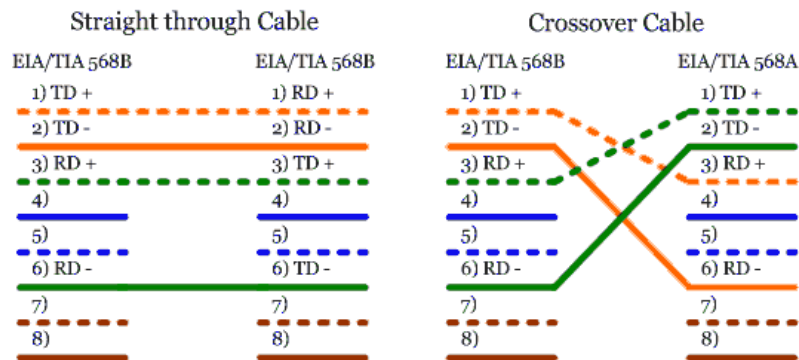 Straight through Cable
EIA/TIA 568B
EIA/TIA 568B
1) TD +
1) RD +
2) TD -
2) RD -
3) RD +
3) TD +
4)
4)
5)
5)
6) RD -
6) TD -
7)
7)
8)
8)
Crossover Cable
EIA/TIA 568B
EIA/TIA 568A
1) TD +
1) TD +
2) TD -
2) TD -
3) RD +
3) RD +
4)
4)
5)
5)
6) RD -
6) RD -
7)
7)
8)
8)